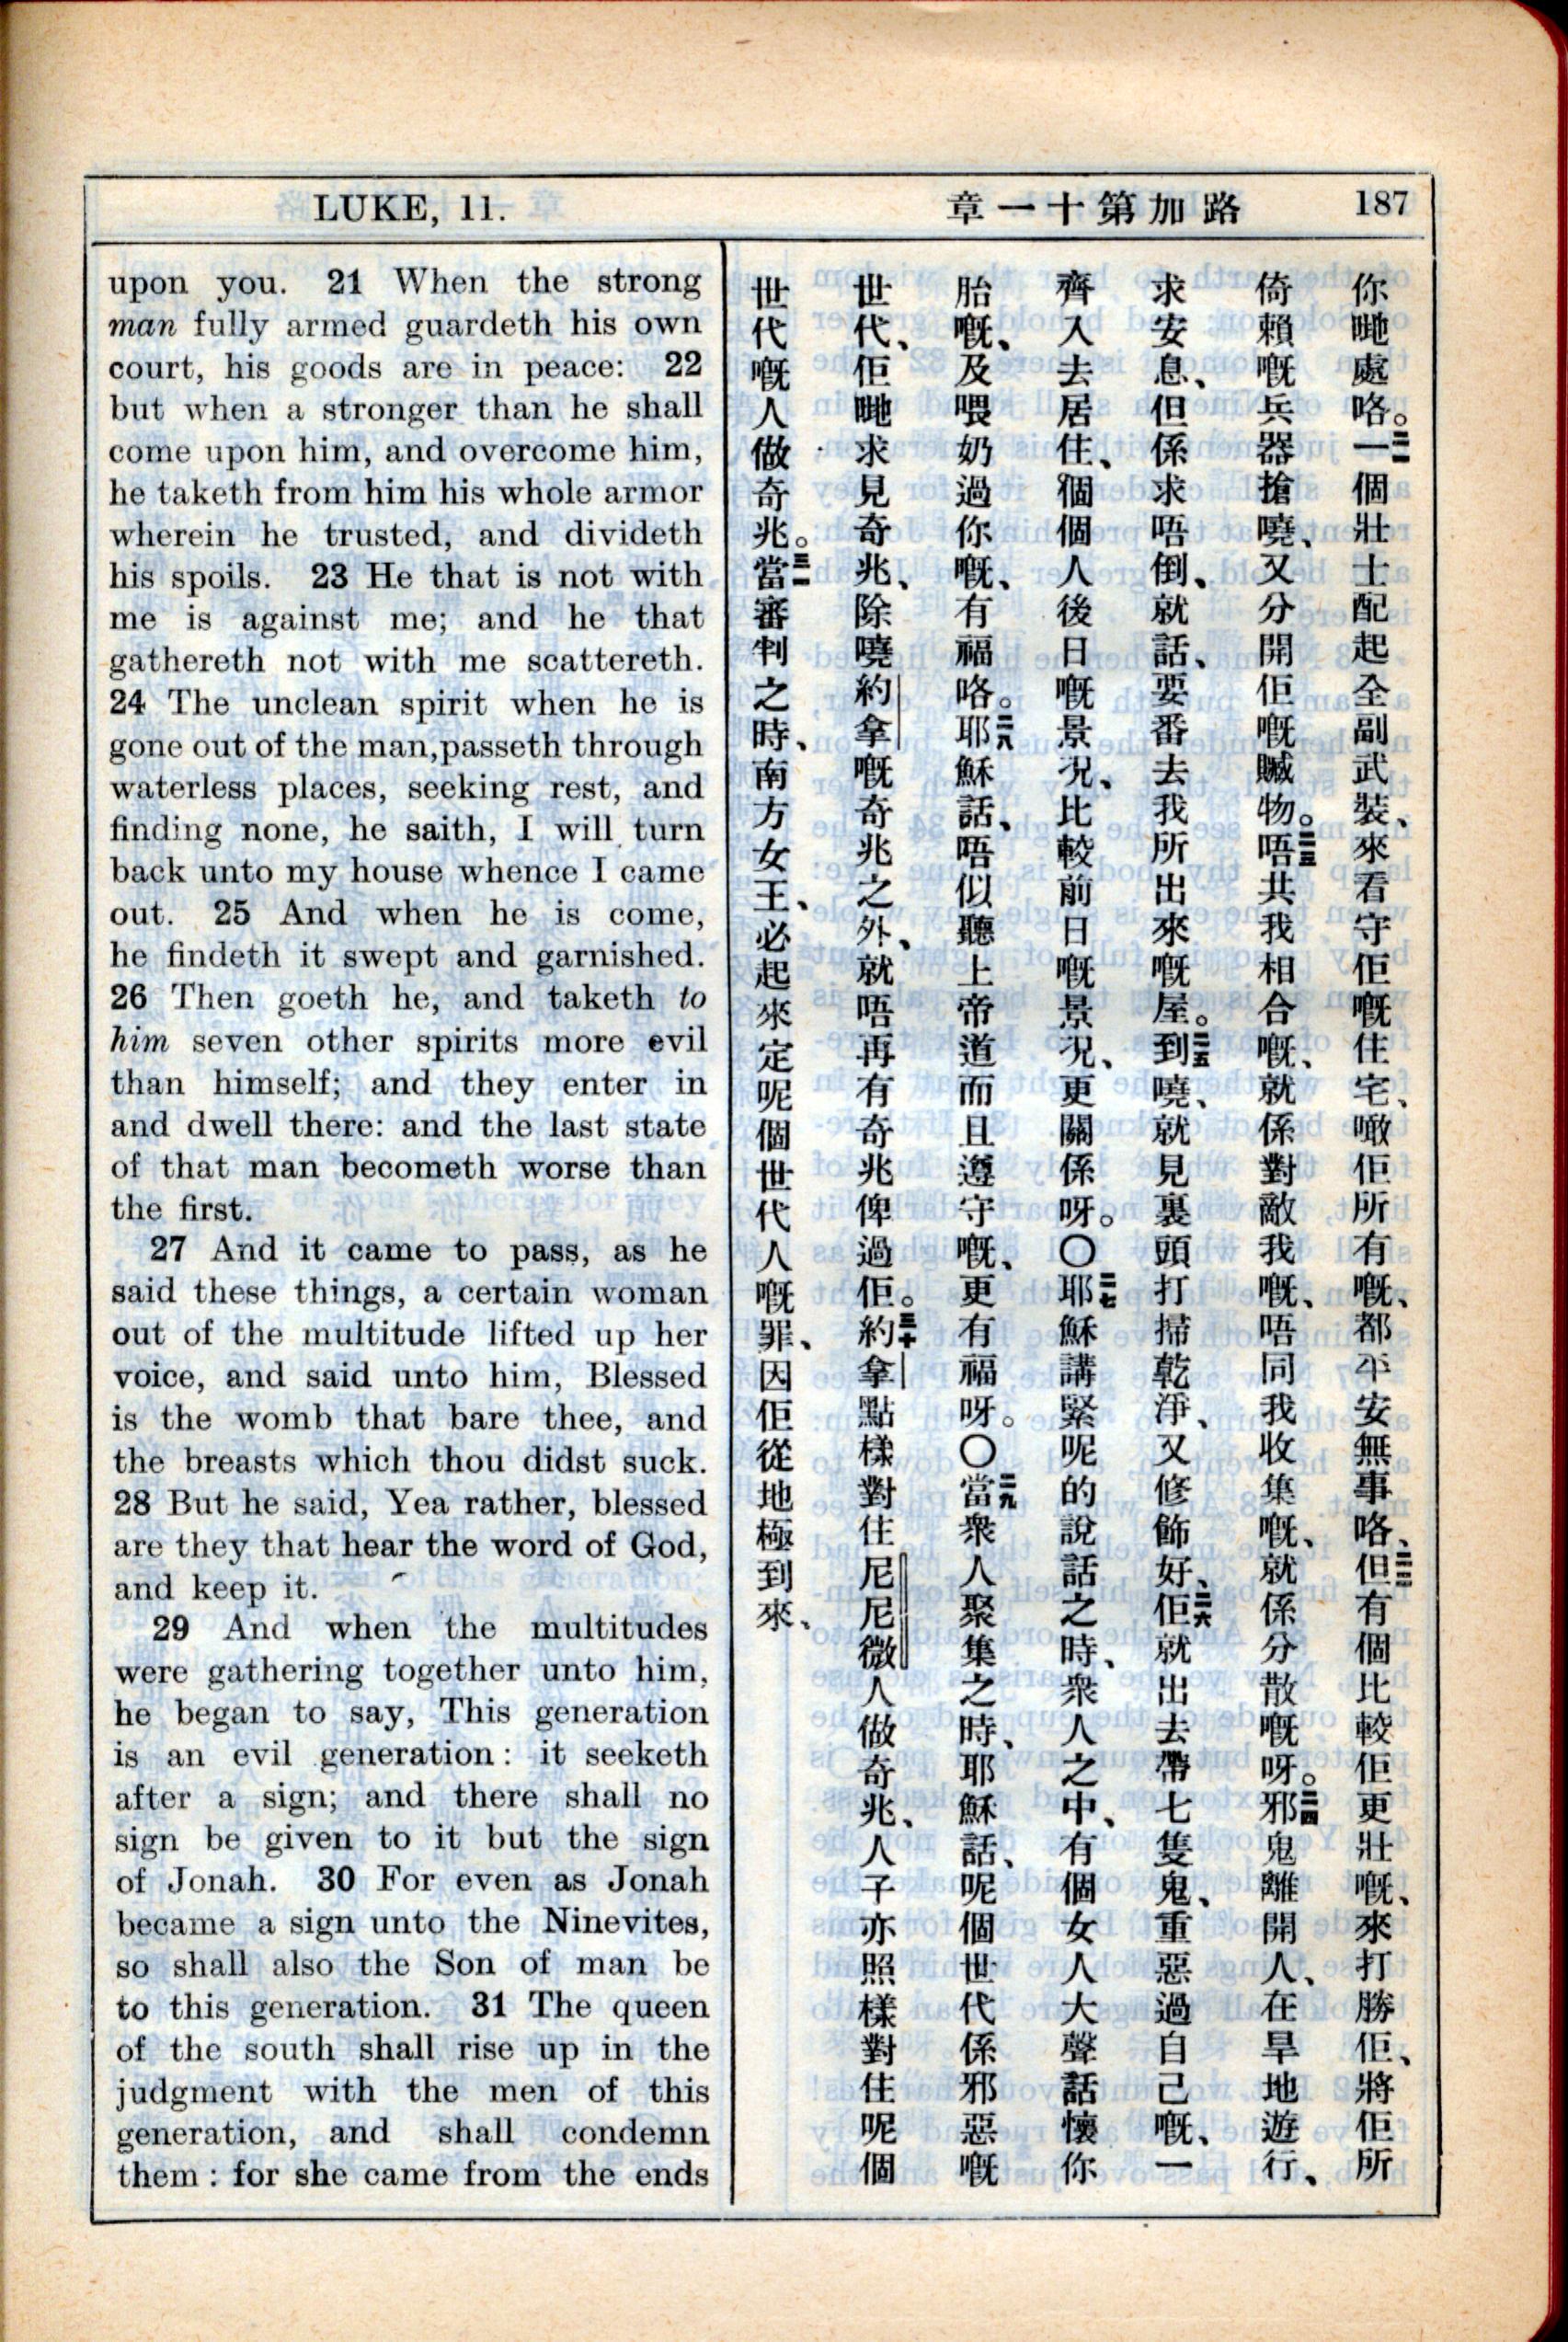 LUKE, 11.
章一十第加路
187
upon you. 21 When the strong
man fully armed guardeth his own
court, his goods are in peace: 22
but when a stronger than he shall
come upon him, and overcome him,
he taketh from him his whole armor
wherein he trusted, and divideth
his spoils. 23 He that is not with
me is against me; and he that
gathereth not with me scattereth.
24 The unclean spirit when he is
gone out of the man, passeth through
waterless places, seeking rest, and
finding none, he saith, I will turn
back unto my house whence I came
out. 25 And when he is come,
he findeth it swept and garnished.
26 Then goeth he, and taketh to
him seven other spirits more evil
than himself; and they enter in
and dwell there: and the last state
of that man becometh worse than
the first.
27 And it came to pass, as he
said these things, a certain woman
out of the multitude lifted up her
voice, and said unto him, Blessed
is the womb that bare thee, and
the breasts which thou didst suck.
28 But he said, Yea rather, blessed
are they that hear the word of God,
and keep it.
29 And when the multitudes
were gathering together unto him,
he began to say, This generation
is an evil generation: it seeketh
after a sign; and there shall no
sign be given to it but the sign
of Jonah. 30 For even as Jonah
became a sign unto the Ninevites,
so shall also the Son of man be
to this generation. 31 The queen
of the south shall rise up in the
judgment with the men of this
generation, and shall condemn
them: for she came from the ends
你哋處咯。二一一個壯士配起全副武裝、來看守佢嘅住宅、噉佢所有嘅、都平安無事咯、二二但有個比較佢更壯嘅、來打勝佢、將佢所
倚賴嘅兵器搶嘵、又分開佢嘅贓物。二三唔共我相合嘅、就係對敵我嘅、唔同我收集嘅、就係分散嘅呀。二四邪鬼離開人、在旱地遊行、
求安息、但係求唔倒、就話、要番去我所出來嘅屋。二五到嘵、就見裏頭打掃乾淨、又修飾好、二六佢就出去帶七隻鬼、重惡過自己嘅、一
齊入去居住、嗰個人後日嘅景況、比較前日嘅景況、更關係呀。〇二七耶穌講緊呢的說話之時、衆人之中、有個女人大聲話懷你
胎嘅、及喂奶過你嘅、有福咯。二八耶穌話、唔似聽上帝道而且遵守嘅、更有福呀。〇二九當衆人聚集之時、耶穌話、呢個世代係邪惡嘅
世代、佢哋求見奇兆、除嘵約拿嘅奇兆之外、就唔再有奇兆俾過佢。三十約拿點樣對住尼尼微人做奇兆、人子亦照樣對住呢個
世代嘅人做奇兆。三一當審判之時、南方女王、必起來定呢個世代人嘅罪、因佢從地極到來、